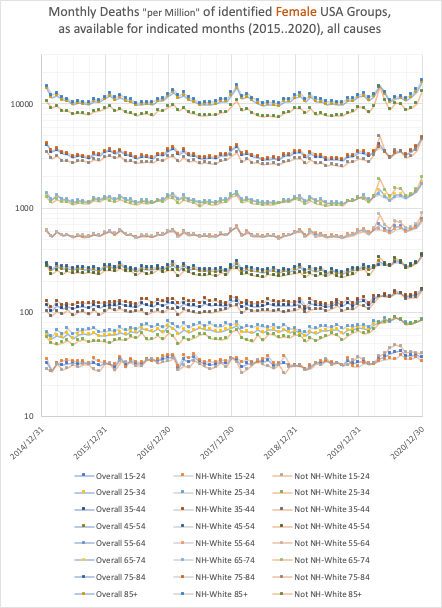 Monthly Deaths "per Million" of identified Female USA Groups,
as available for indicated months (2015..2020), all causes
10000
1000
100
10
2014/12/31
2015/12/31
2016/12/30
2017/12/30
2018/12/31
2019/12/31
2020/12/30
Overall 15-24 NH-White 15-24 Not NH-White 15-24
Overall 25-34 NH-White 25-34 Not NH-White 25-34
Overall 35-44 NH-White 35-44 Not NH-White 35-44
Overall 45-54 NH-White 45-54 Not NH-White 45-54
Overall 55-64 NH-White 55-64 Not NH-White 55-64
Overall 65-74 NH-White 65-74 Not NH-White 65-74
Overall 75-84 NH-White 75-84 Not NH-White 75-84
Overall 85+ NH-White 85+ Not NH-White 85+